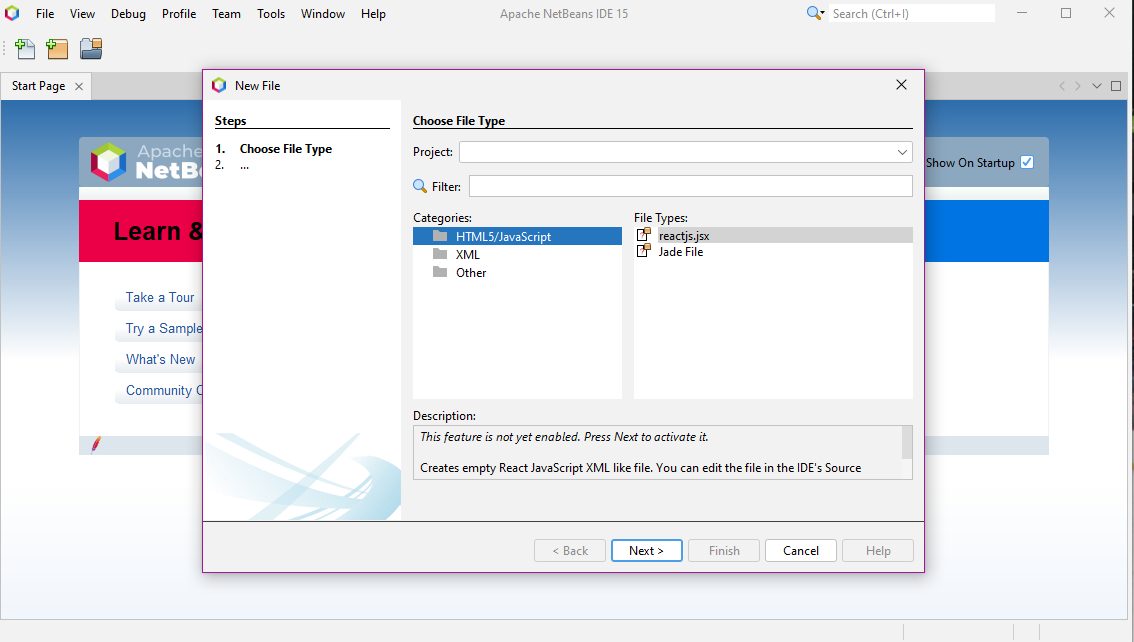 File View Debug Profile Team Tools Window Help
Apache NetBeans IDE 15
Search (Ctrl+I)
Start Page
New File
Steps
1. Choose File Type
2. ...
Choose File Type
Project:
Filter:
Categories:
HTML5/JavaScript
XML
Other
File Types:
reactjs.jsx
Jade File
Description:
This feature is not yet enabled. Press Next to activate it.
Creates empty React JavaScript XML like file. You can edit the file in the IDE's Source
< Back
Next >
Finish
Cancel
Help
Apache
NetB
Show On Startup
Learn &
Take a Tour
Try a Sample
What's New
Community